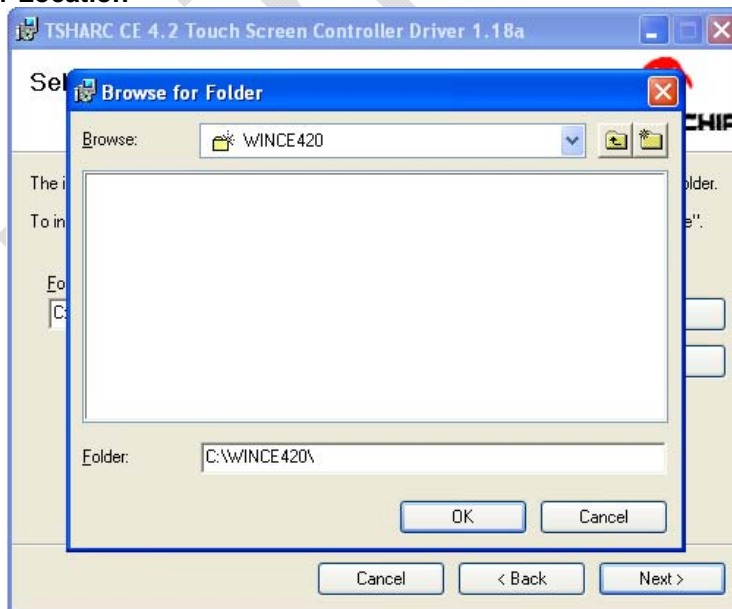 Location
TSHARC CE 4.2 Touch Screen Controller Driver 1.18a
Sel
Browse for Folder
CHIP
Browse:
WINCE420
The i
older.
To in
e".
Fo
C:
Folder:
C:\WINCE420\
OK
Cancel
Cancel
< Back
Next >